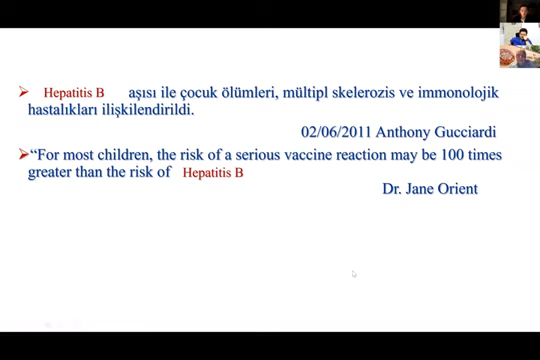 Hepatitis B aşısı ile çocuk ölümleri, mültipl skelerozis ve immonolojik
hastalıkları ilişkilendirildi.
02/06/2011 Anthony Gucciardi
“For most children, the risk of a serious vaccine reaction may be 100 times
greater than the risk of Hepatitis B
Dr. Jane Orient